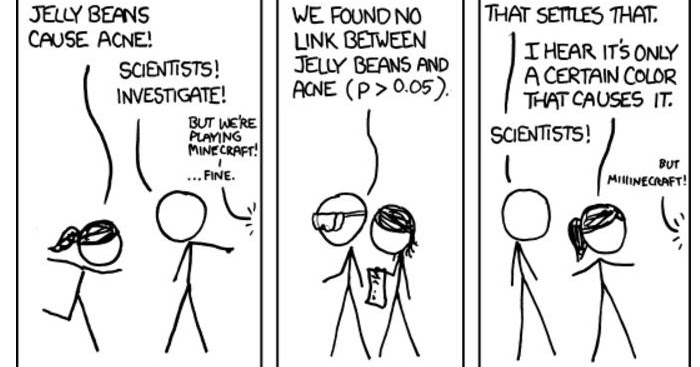 JELLY BEANS
CAUSE ACNE!
SCIENTISTS!
INVESTIGATE!
BUT WE'RE
PLAYING
MINECRAFT!
...FINE.
WE FOUND NO
LINK BETWEEN
JELLY BEANS AND
ACNE (P > 0.05).
THAT SETTLES THAT.
I HEAR IT'S ONLY
A CERTAIN COLOR
THAT CAUSES IT.
SCIENTISTS!
BUT
MIIIINECRAFT!